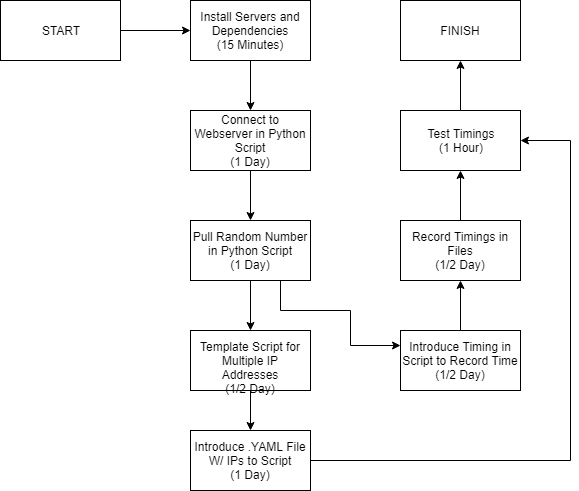 START
Install Servers and
Dependencies
(15 Minutes)
FINISH
Connect to
Webserver in Python
Script
(1 Day)
Test Timings
(1 Hour)
Pull Random Number
in Python Script
(1 Day)
Record Timings in
Files
(1/2 Day)
Template Script for
Multiple IP
Addresses
(1/2 Day)
Introduce Timing in
Script to Record Time
(1/2 Day)
Introduce .YAML File
W/ IPs to Script
(1 Day)